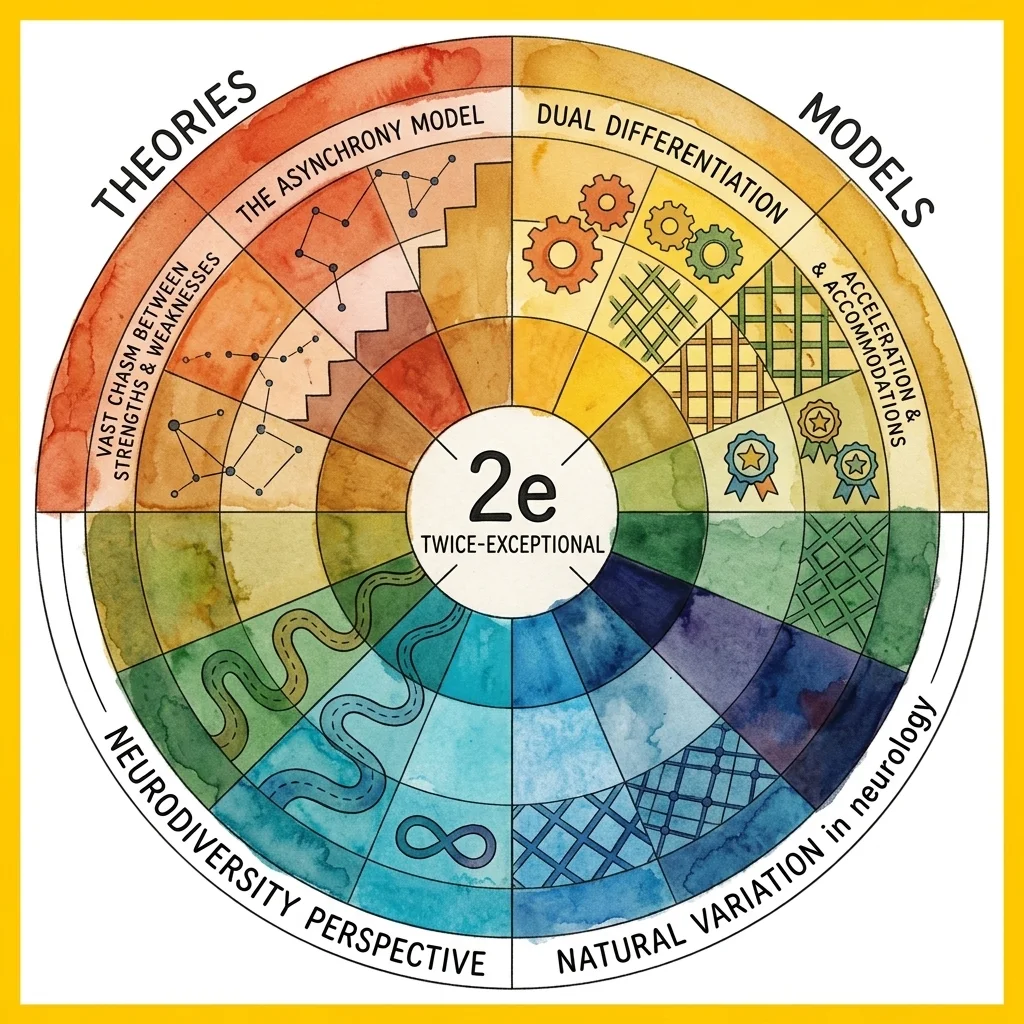 THEORIES
MODELS
THE ASYNCHRONY MODEL
DUAL DIFFERENTIATION
VAST CHASM BETWEEN
STRENGTHS & WEAKNESSES
ACCELERATION &
& ACCOMMODATIONS
2e
TWICE-EXCEPTIONAL
NEURODIVERSITY PERSPECTIVE
NATURAL VARIATION in neurology